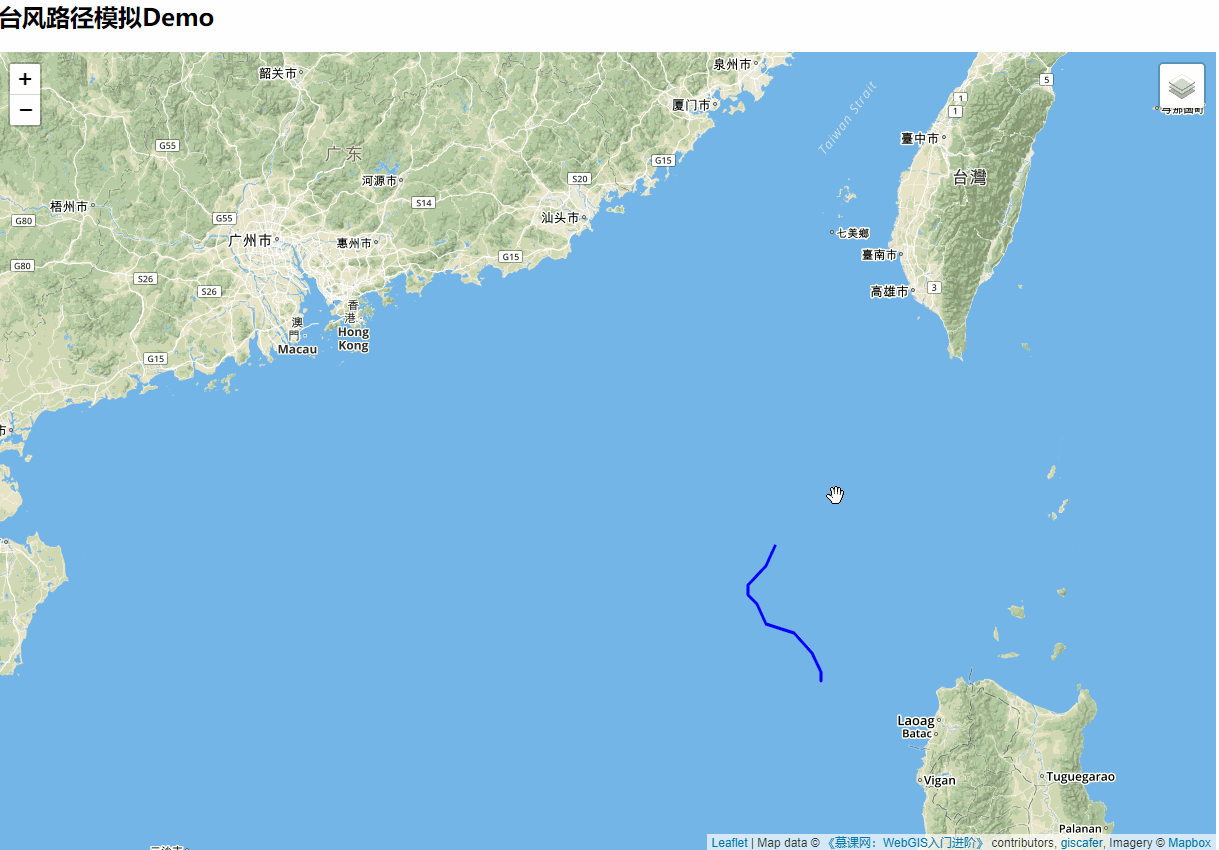 台风路径模拟Demo
+
−
泉州市
韶关市
5
1
厦门市
1
Taiwan Strait
臺中市
G55
广东
G15
台灣
河源市
S20
S14
梧州市
G80
G55
汕头市
七美鄉
广州市
惠州市
臺南市
G15
G80
S26
S26
3
高雄市
香
港
澳
門
Hong
Kong
Macau
G15
市
Laoag
Batac
Vigan
Tuguegarao
Palanan
Leaflet | Map data © 《慕课网：WebGIS入门进阶》 contributors, giscafer, Imagery © Mapbox